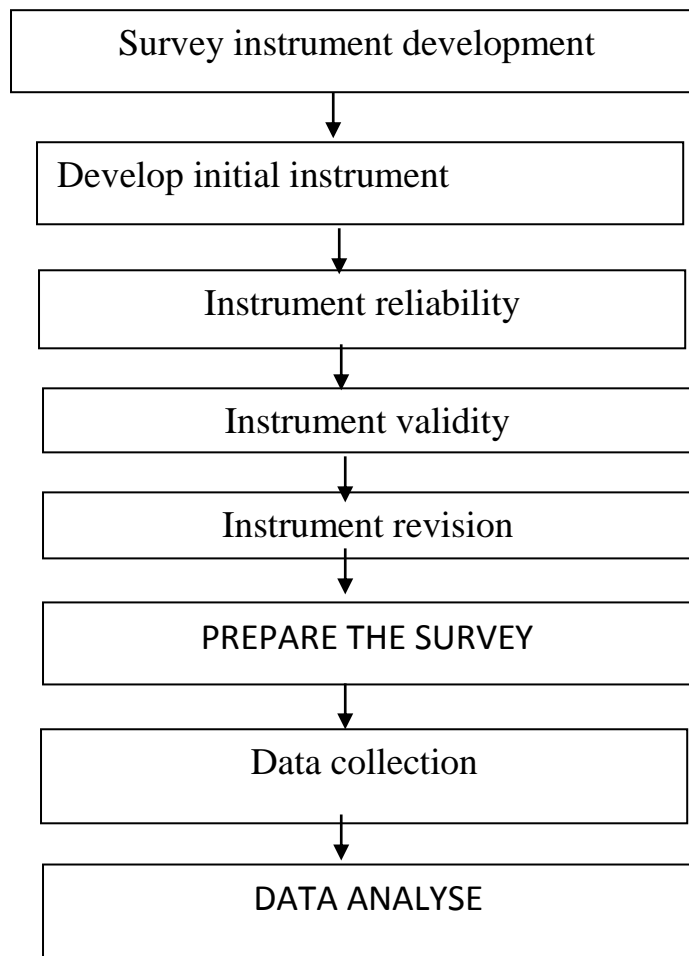 Survey instrument development
Develop initial instrument
Instrument reliability
Instrument validity
Instrument revision
PREPARE THE SURVEY
Data collection
DATA ANALYSE